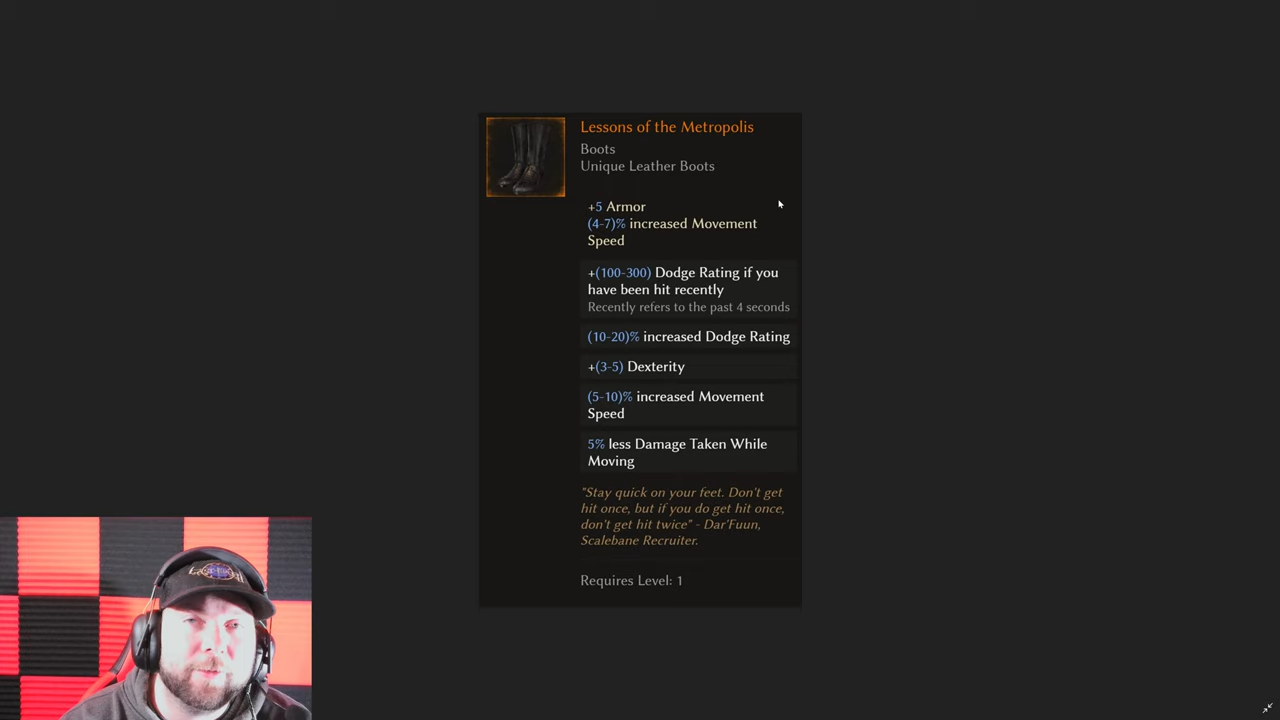 Lessons of the Metropolis
Boots
Unique Leather Boots
+5 Armor
(4-7)% increased Movement
Speed
+(100-300) Dodge Rating if you
have been hit recently
Recently refers to the past 4 seconds
(10-20)% increased Dodge Rating
+(3-5) Dexterity
(5-10)% increased Movement
Speed
5% less Damage Taken While
Moving
"Stay quick on your feet. Don't get
hit once, but if you do get hit once,
don't get hit twice" - Dar'Fuun,
Scalebane Recruiter.
Requires Level: 1